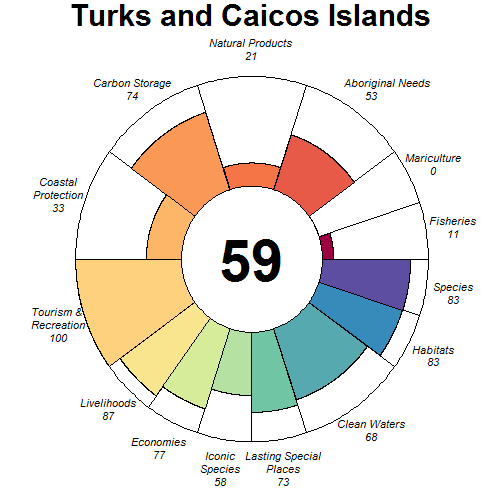 Turks and Caicos Islands
Natural Products
21
Carbon Storage
74
Aboriginal Needs
53
Mariculture
0
Coastal
Protection
33
Fisheries
11
59
Species
83
Tourism &
Recreation
100
Habitats
83
Livelihoods
87
Clean Waters
68
Economies
77
Iconic
Species
58
Lasting Special
Places
73